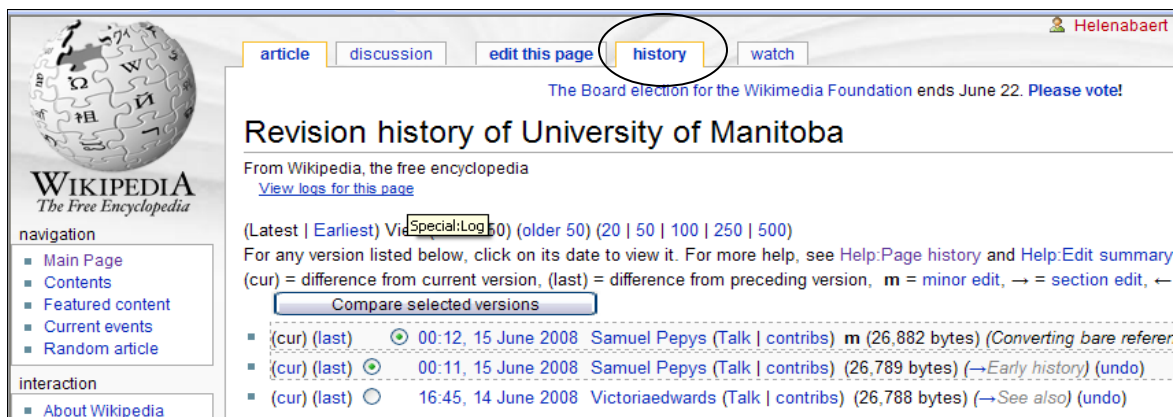 Helenabaert
article discussion edit this page history watch
The Board election for the Wikimedia Foundation ends June 22. Please vote!
Revision history of University of Manitoba
From Wikipedia, the free encyclopedia
View logs for this page
Special:Log
(Latest | Earliest) 50) (older 50) (20 | 50 | 100 | 250 | 500)
For any version listed below, click on its date to view it. For more help, see Help:Page history and Help:Edit summary
(cur) = difference from current version, (last) = difference from preceding version, m = minor edit, → = section edit, ←
Compare selected versions
(cur) (last) 00:12, 15 June 2008 Samuel Pepys (Talk | contribs) m (26,882 bytes) (Converting bare
(cur) (last) 00:11, 15 June 2008 Samuel Pepys (Talk | contribs) (26,789 bytes) (→Early history) (undo)
(cur) (last) 16:45, 14 June 2008 Victoriaedwards (Talk | contribs) (26,788 bytes) (→See also) (undo)
WIKIPEDIA
The Free Encyclopedia
navigation
Main Page
Contents
Featured content
Current events
Random article
interaction
About Wikipedia